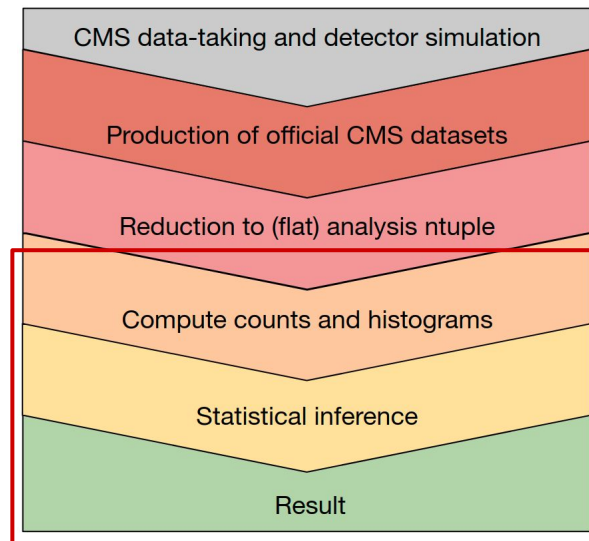 CMS data-taking and detector simulation
Production of official CMS datasets
Reduction to (flat) analysis ntuple
Compute counts and histograms
Statistical inference
Result